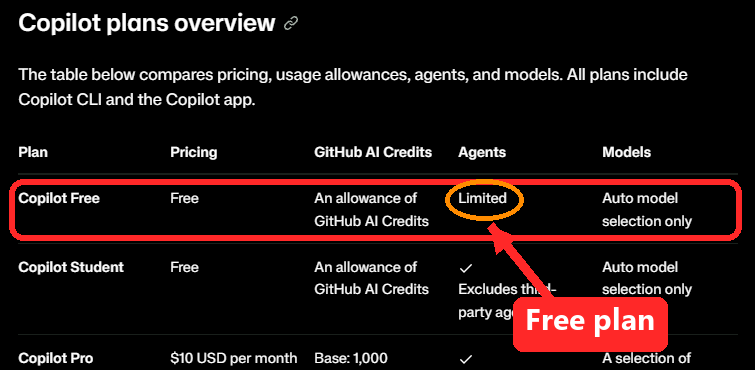 Copilot plans overview
The table below compares pricing, usage allowances, agents, and models. All plans include
Copilot CLI and the Copilot app.
Plan Pricing GitHub AI Credits Agents Models
Copilot Free Free An allowance of Limited Auto model
GitHub AI Credits selection only
Copilot Student Free An allowance of ✓ Auto model
GitHub AI Credits Excludes third- selection only
party
Free plan
Copilot Pro $10 USD per month Base: 1,000 ✓ A selection of